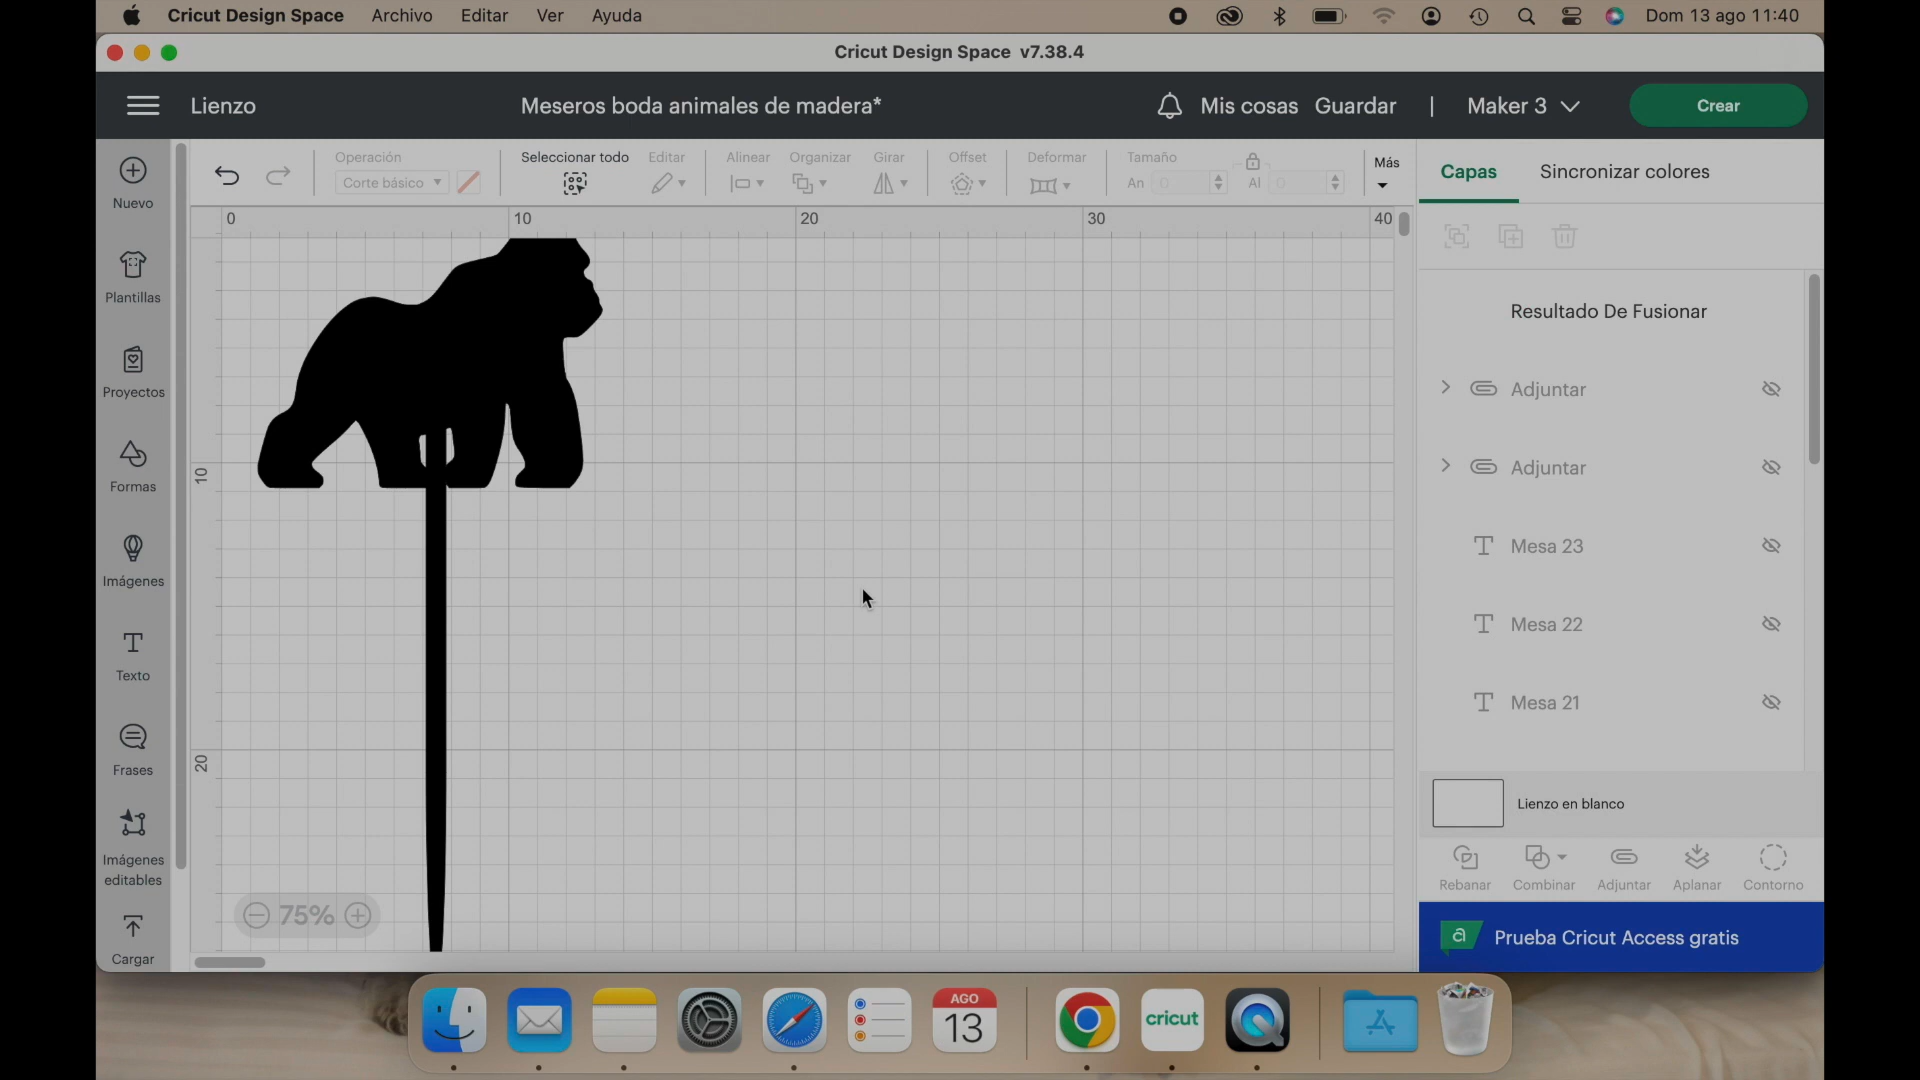 Cricut Design Space Archivo Editar Ver Ayuda Dom 13 ago 11:40
Cricut Design Space v7.38.4
Lienzo Meseros boda animales de madera* Mis cosas Guardar | Maker 3 Crear
Operación Seleccionar todo Editar Alinear Organizar Girar Offset Deformar Tamaño Más
Corte básico An 0 Al 0
Capas Sincronizar colores
0 10 20 30 40
10
20
Nuevo
Plantillas
Proyectos
Formas
Imágenes
Texto
Frases
Imágenes
editables
Cargar
75%
Resultado De Fusionar
Adjuntar
Adjuntar
Mesa 23
Mesa 22
Mesa 21
Lienzo en blanco
Rebanar Combinar Adjuntar Aplanar Contorno
a Prueba Cricut Access gratis
AGO
13
cricut